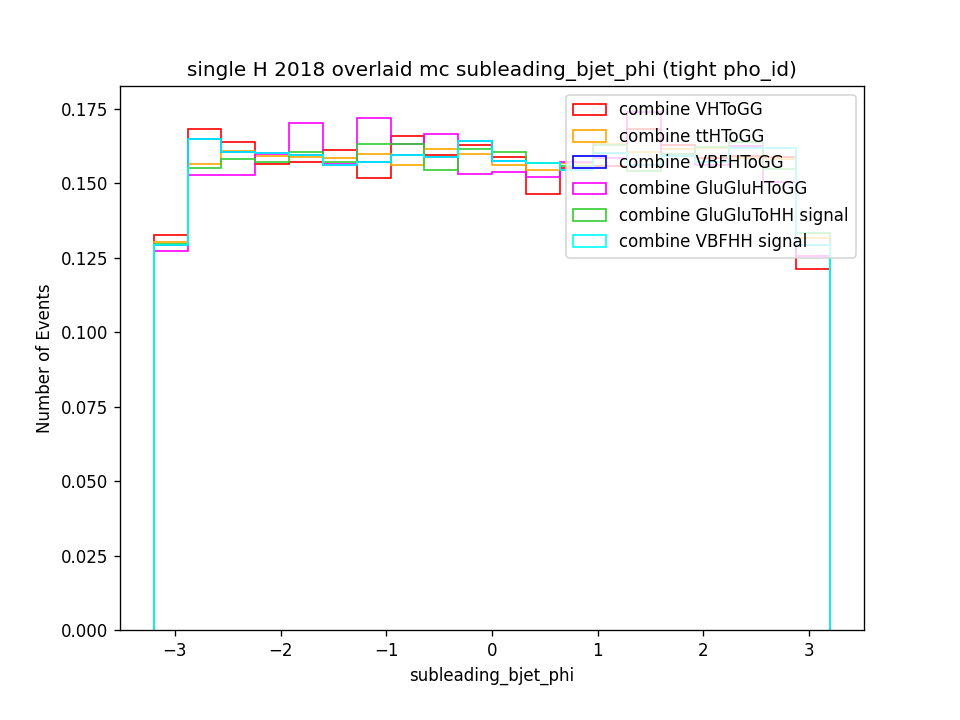 single H 2018 overlaid mc subleading_bjet_phi (tight pho_id)
combine VHToGG
combine ttHToGG
combine VBFHToGG
combine GluGluHToGG
combine GluGluToHH signal
combine VBFHH signal
Number of Events
0.175
0.150
0.125
0.100
0.075
0.050
0.025
0.000
−3
−2
−1
0
1
2
3
subleading_bjet_phi